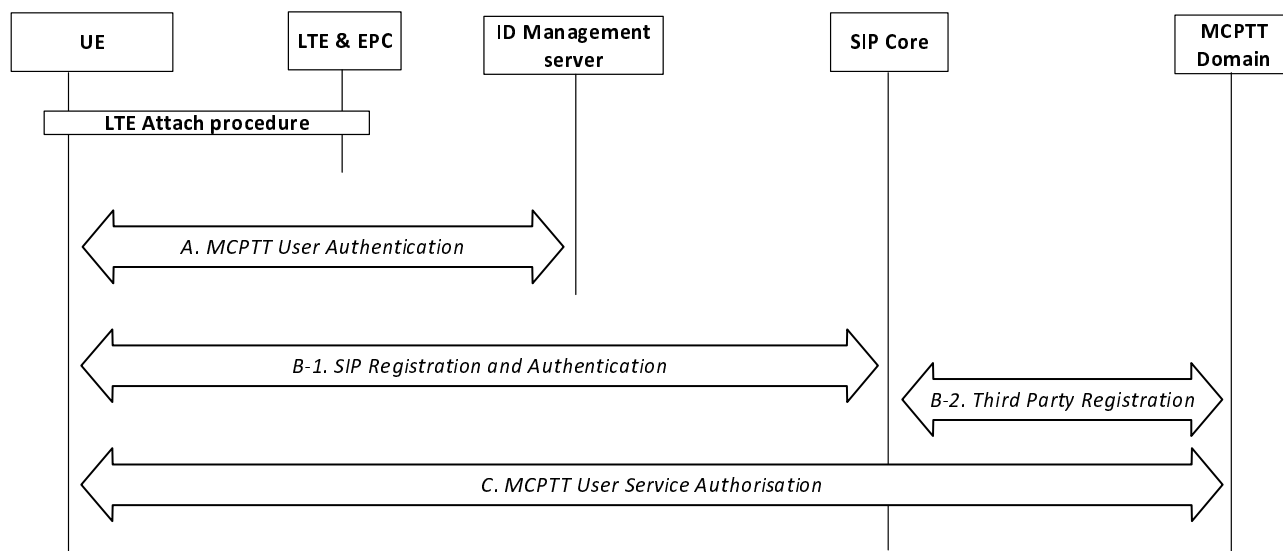 UE
LTE & EPC
ID Management
server
SIP Core
MCPTT
Domain
LTE Attach procedure
A. MCPTT User Authentication
B-1. SIP Registration and Authentication
B-2. Third Party Registration
C. MCPTT User Service Authorisation